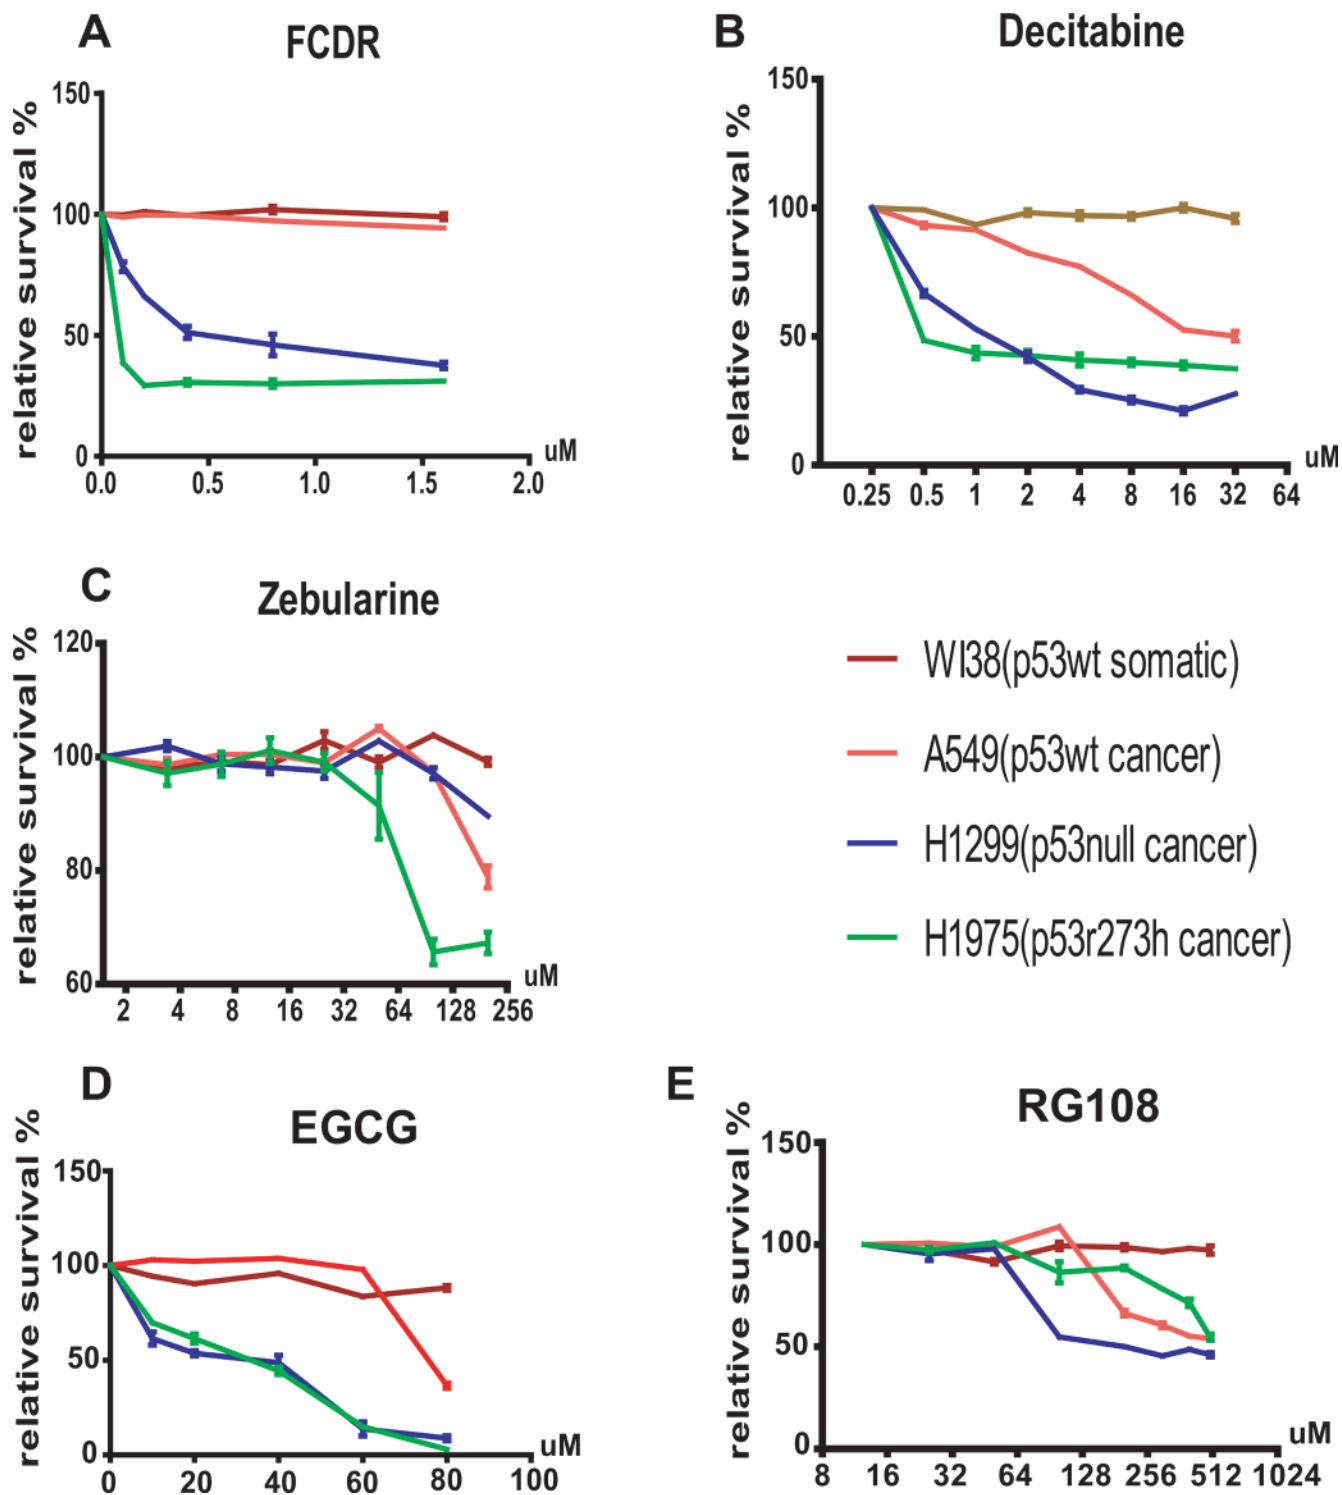 A
FCDR
relative survival %
150
100
50
0
0.0 0.5 1.0 1.5 2.0
uM
B
Decitabine
relative survival %
150
100
50
0
0.25 0.5 1 2 4 8 16 32 64
uM
C
Zebularine
relative survival %
120
100
80
60
2 4 8 16 32 64 128 256
uM
WI38(p53wt somatic)
A549(p53wt cancer)
H1299(p53null cancer)
H1975(p53r273h cancer)
D
EGCG
relative survival %
150
100
50
0
0 20 40 60 80 100
uM
E
RG108
relative survival %
150
100
50
0
8 16 32 64 128 256 512 1024
uM